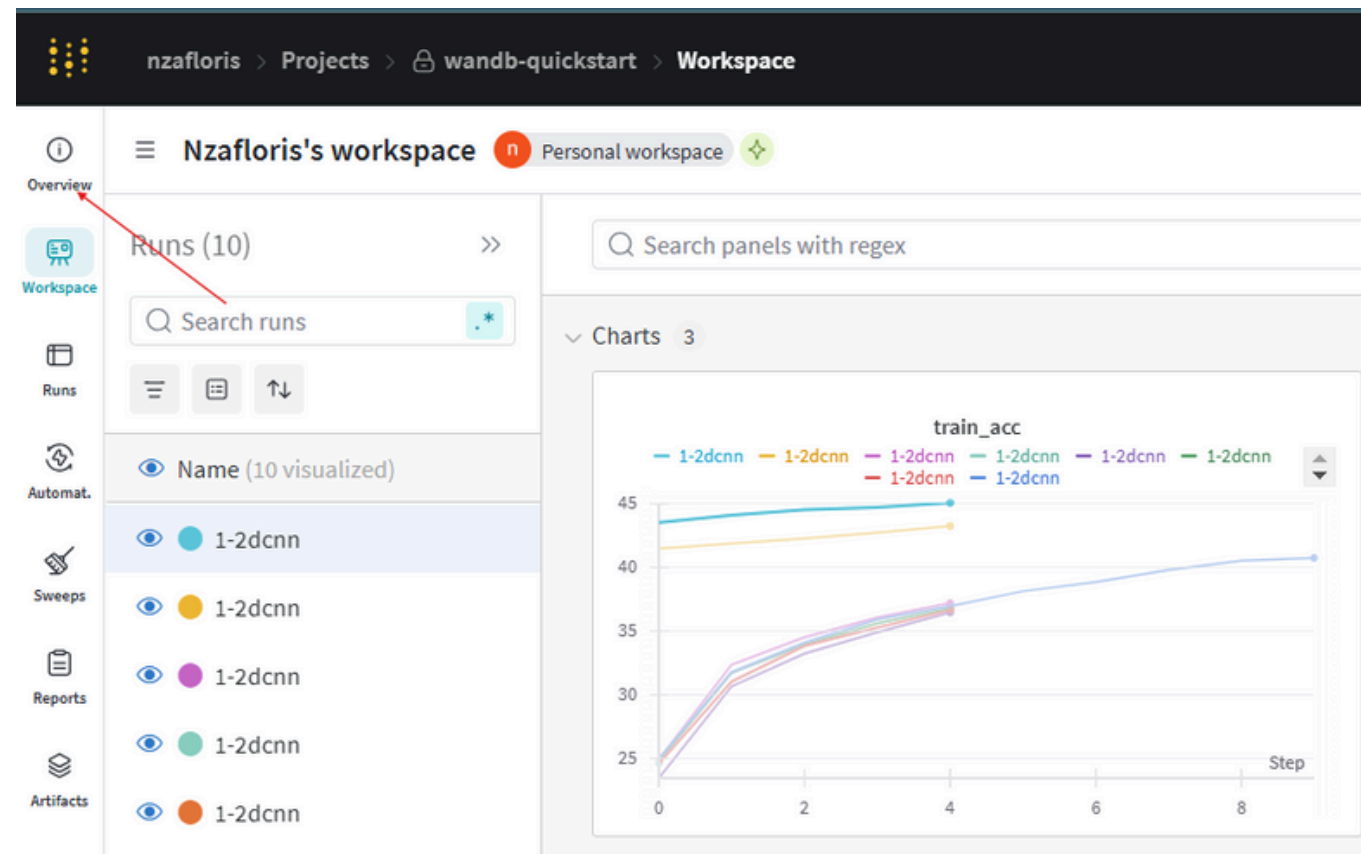 nzafloris > Projects > wandb-quickstart > Workspace
Overview
Workspace
Runs
Automat.
Sweeps
Reports
Artifacts
Nzafloris's workspace n Personal workspace
Runs (10)
Search runs .*
Name (10 visualized)
1-2dcnn
1-2dcnn
1-2dcnn
1-2dcnn
1-2dcnn
Search panels with regex
Charts 3
train_acc
1-2dcnn 1-2dcnn 1-2dcnn 1-2dcnn 1-2dcnn 1-2dcnn
1-2dcnn 1-2dcnn
45
40
35
30
25
Step
0 2 4 6 8